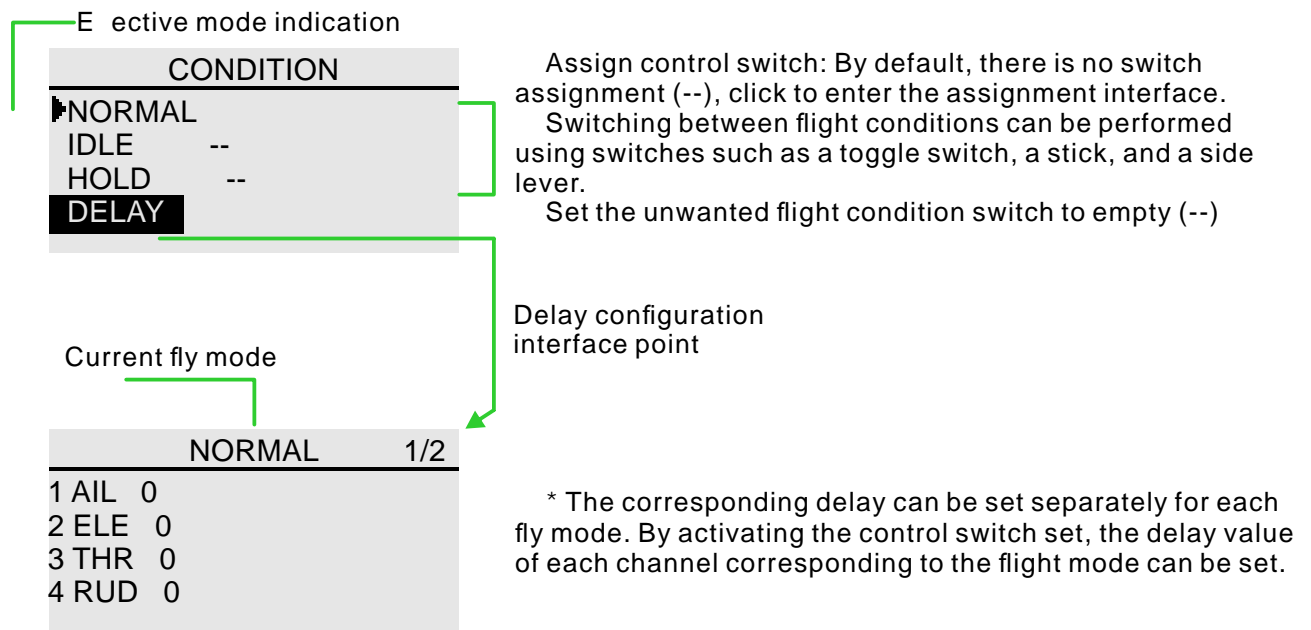 E ective mode indication
CONDITION
NORMAL
IDLE --
HOLD --
DELAY
Assign control switch: By default, there is no switch
assignment (--), click to enter the assignment interface.
Switching between flight conditions can be performed
using switches such as a toggle switch, a stick, and a side
lever.
Set the unwanted flight condition switch to empty (--)
Delay configuration
interface point
Current fly mode
NORMAL 1/2
1 AIL 0
2 ELE 0
3 THR 0
4 RUD 0
* The corresponding delay can be set separately for each
fly mode. By activating the control switch set, the delay value
of each channel corresponding to the flight mode can be set.